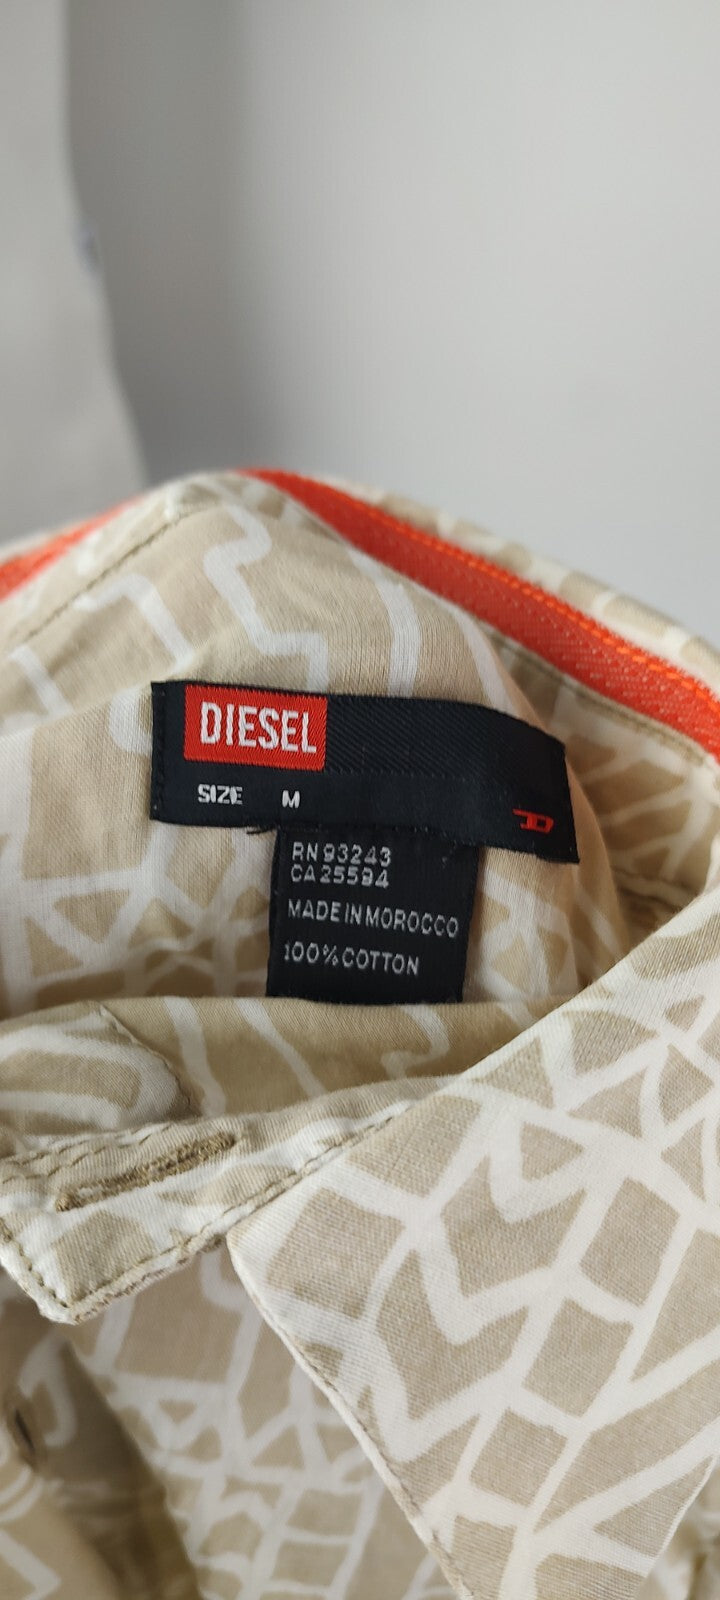 DIESEL
SIZE M
D
RN 93243
CA 25594
MADE IN MOROCCO
100% COTTON